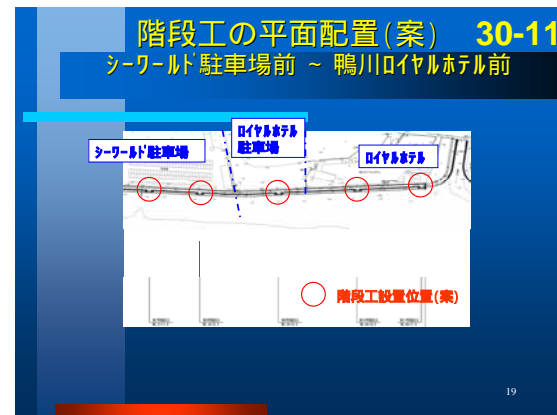 階段工の平面配置(案) 30-11
ｼｰﾜｰﾙﾄﾞ駐車場前 ~ 鴨川ﾛｲﾔﾙﾎﾃﾙ前
ｼｰﾜｰﾙﾄﾞ駐車場
ﾛｲﾔﾙﾎﾃﾙ
駐車場
ﾛｲﾔﾙﾎﾃﾙ
階段工設置位置(案)
19